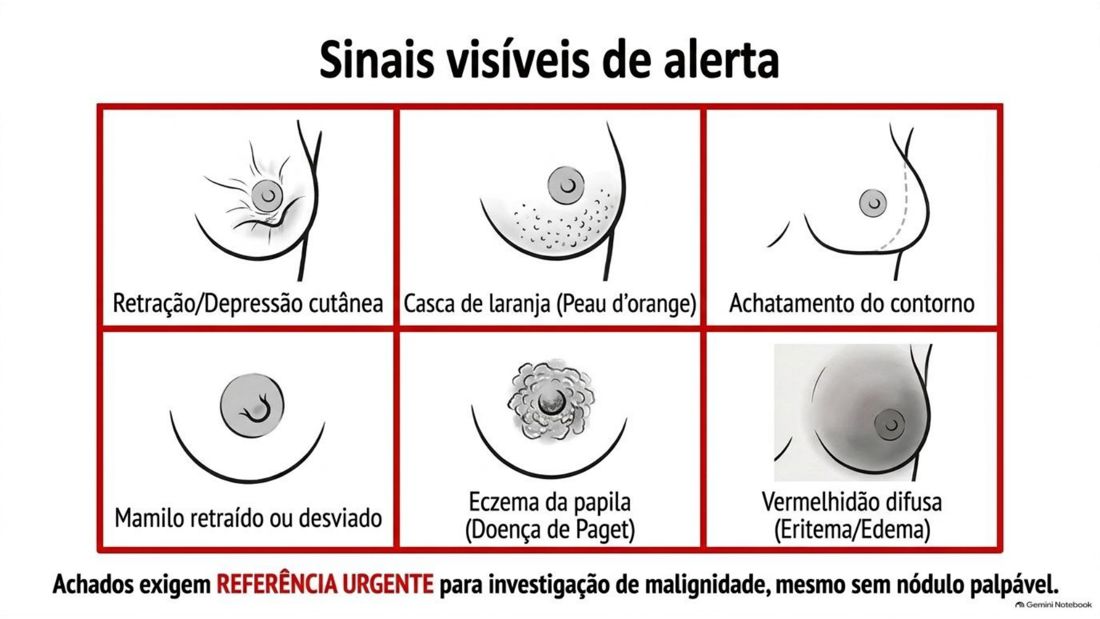 Sinais visíveis de alerta
Retração/Depressão cutânea
Casca de laranja (Peau d'orange)
Achatamento do contorno
Mamilo retraído ou desviado
Eczema da papila
(Doença de Paget)
Vermelhidão difusa
(Eritema/Edema)
Achados exigem REFERÊNCIA URGENTE para investigação de malignidade, mesmo sem nódulo palpável.
Gemini Notebook